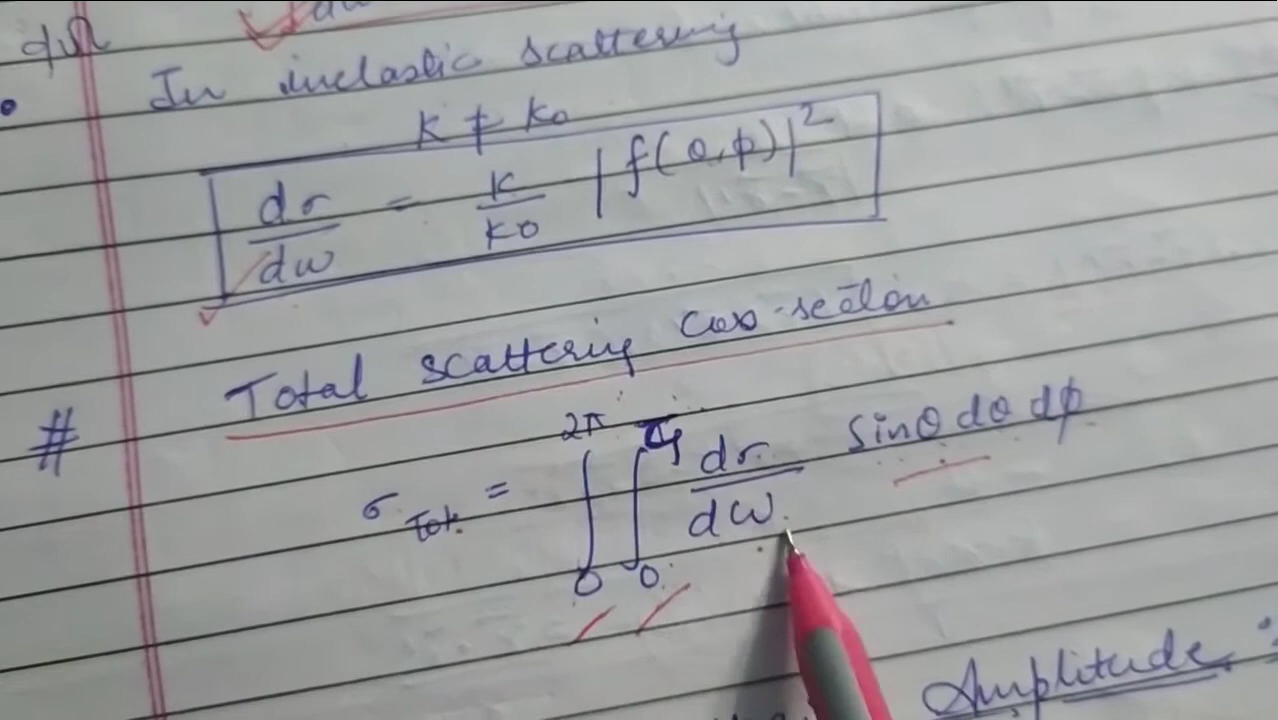 dΩ
• In inelastic scattering
k ≠ k₀
dσ/dω = k/k₀ |f(θ,φ)|²
# Total scattering cross-section
σ Tot. = ∫₀^2π ∫₀^π dσ/dω sinθ dθ dφ
Amplitude :